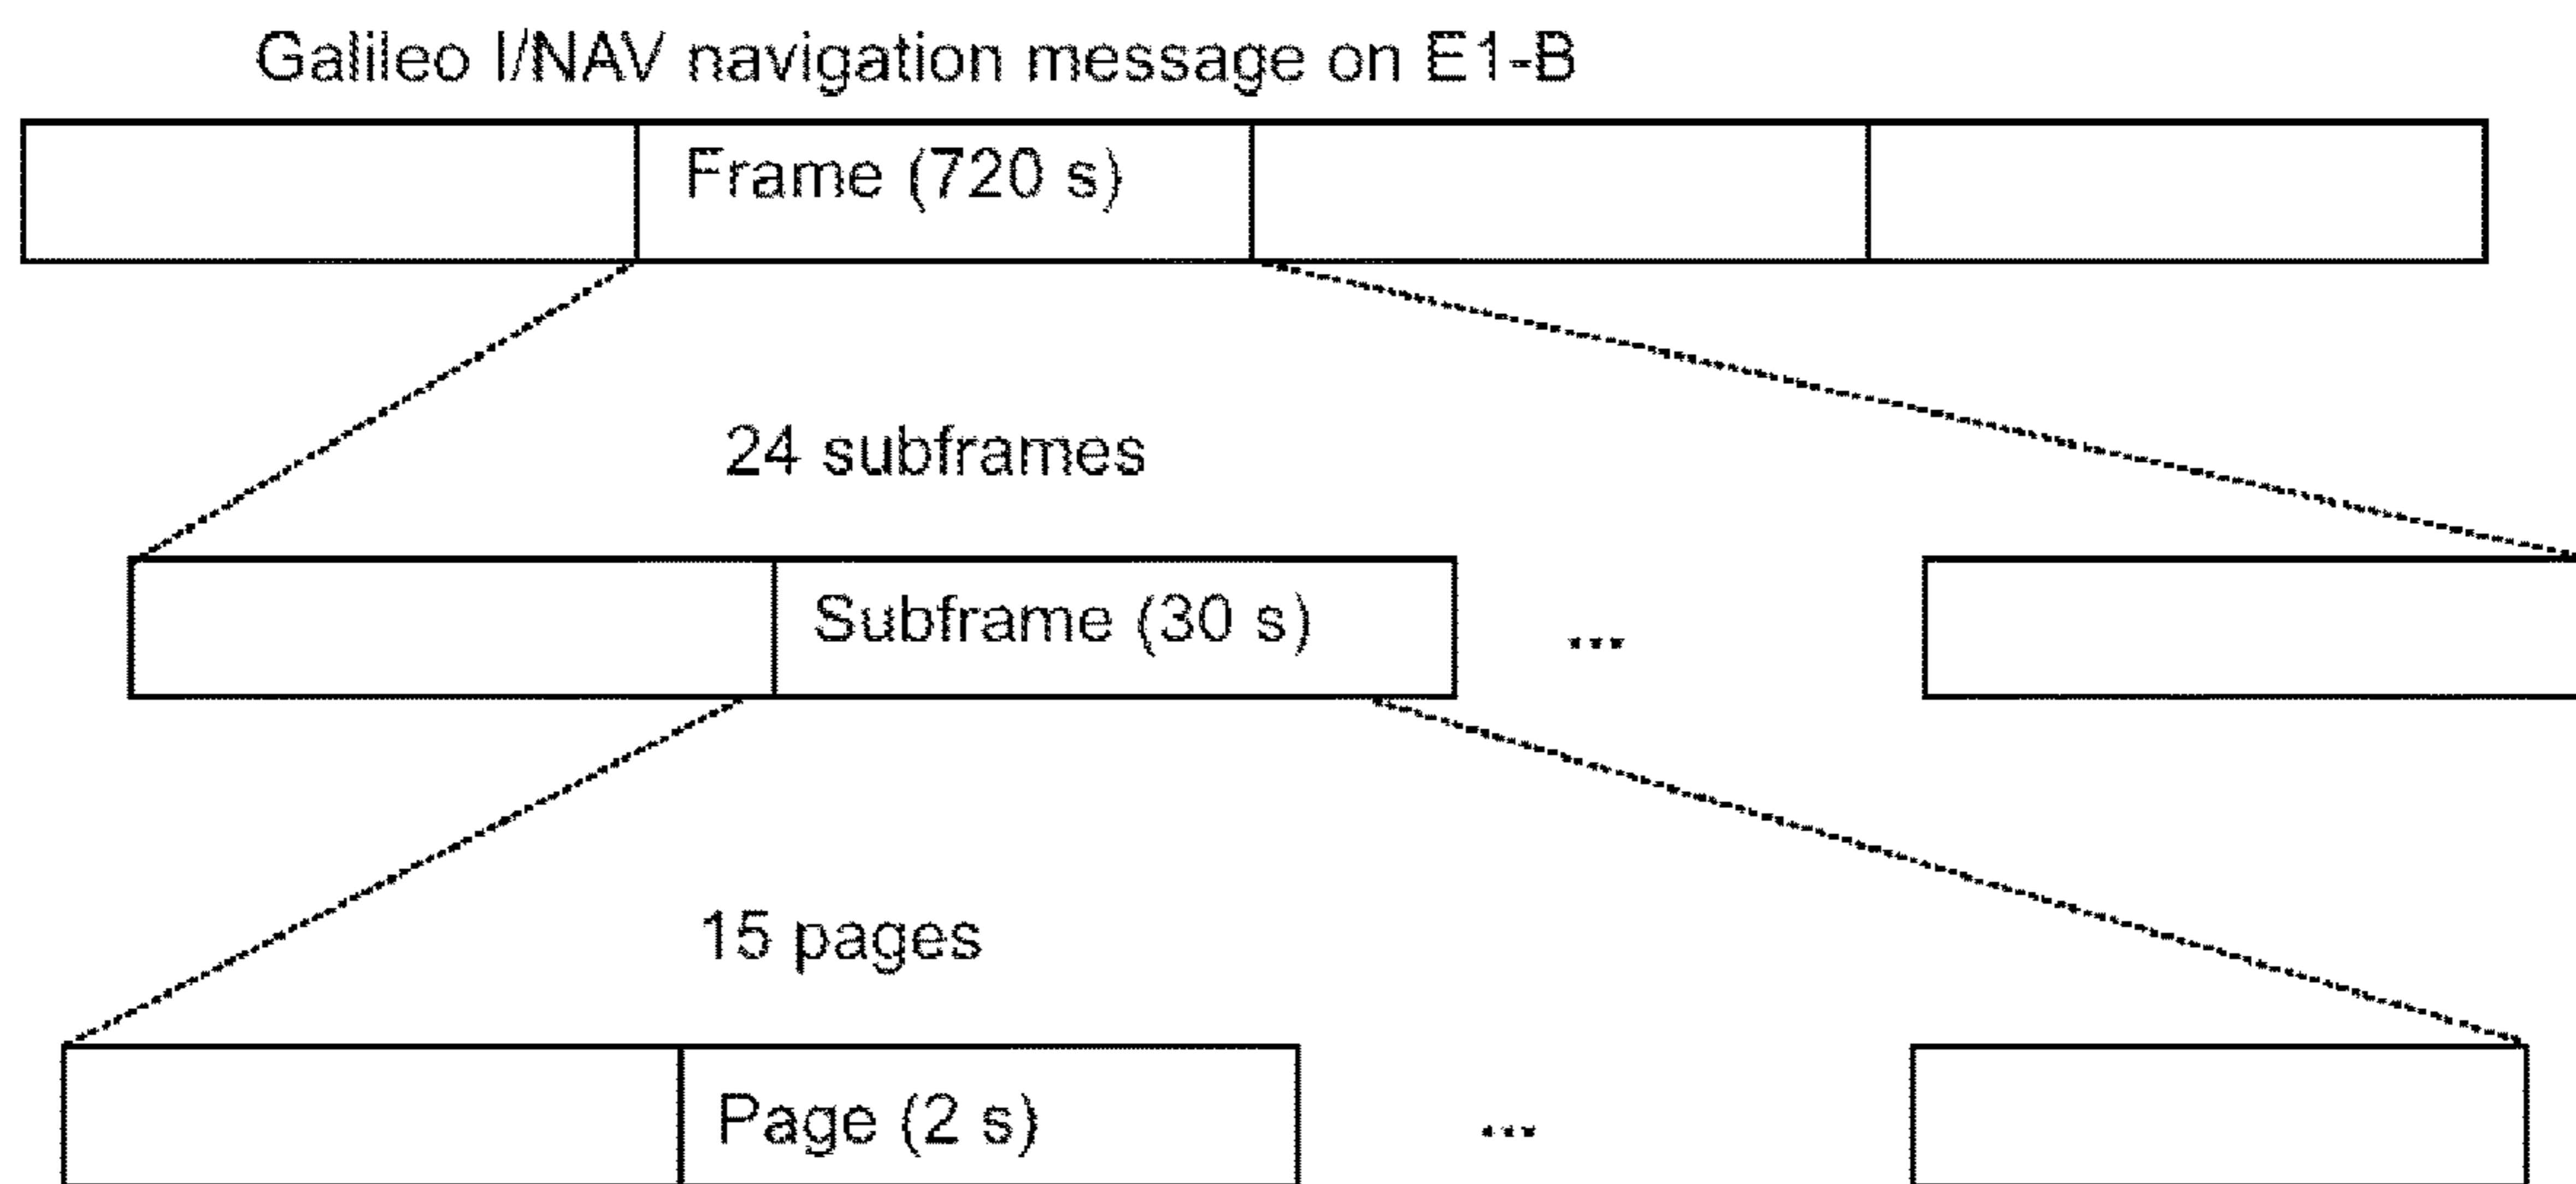 Galileo I/NAV navigation message on E1-B
Frame (720 s)
24 subframes
Subframe (30 s)
...
15 pages
Page (2 s)
...